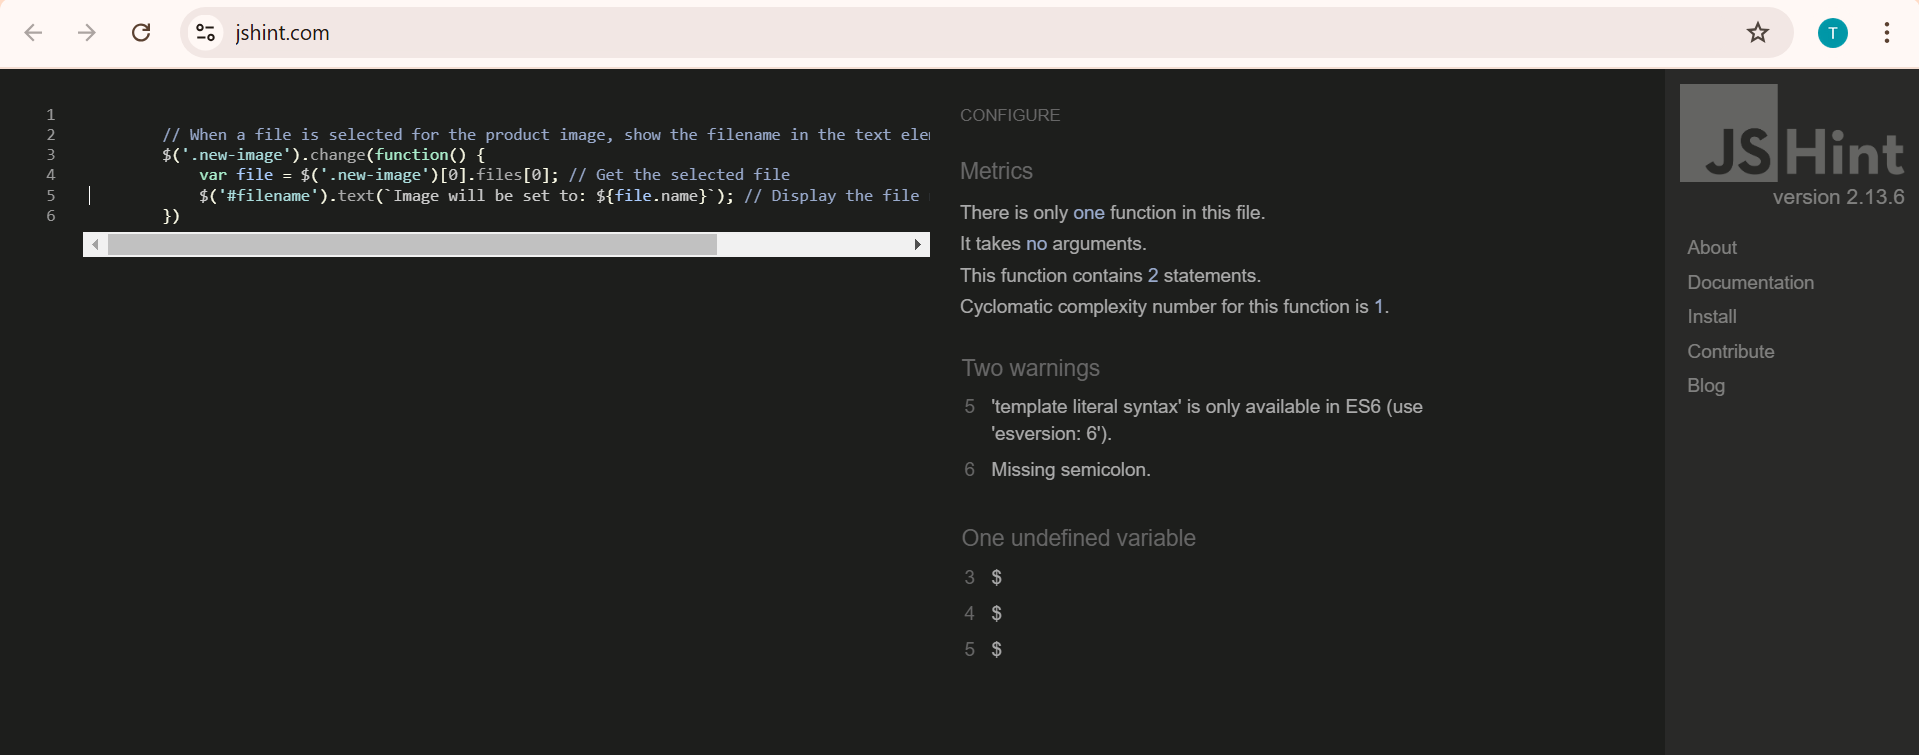 jshint.com
T
1
2 // When a file is selected for the product image, show the filename in the text
3 $('.new-image').change(function() {
4 var file = $('.new-image')[0].files[0]; // Get the selected file
5 $('#filename').text(`Image will be set to: ${file.name}`); // Display the file
6 })
CONFIGURE
Metrics
There is only one function in this file.
It takes no arguments.
This function contains 2 statements.
Cyclomatic complexity number for this function is 1.
Two warnings
5 'template literal syntax' is only available in ES6 (use
'esversion: 6').
6 Missing semicolon.
One undefined variable
3 $
4 $
5 $
JSHint
version 2.13.6
About
Documentation
Install
Contribute
Blog